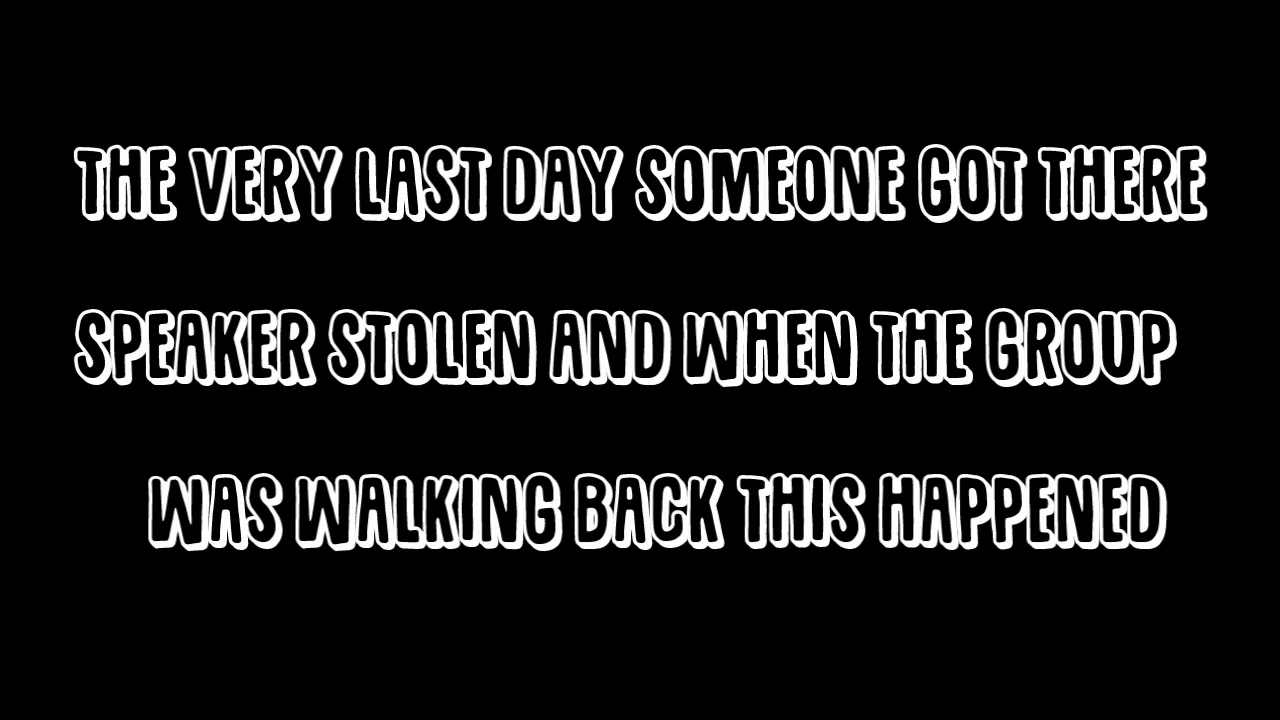 THE VERY LAST DAY SOMEONE GOT THERE
SPEAKER STOLEN AND WHEN THE GROUP
WAS WALKING BACK THIS HAPPENED